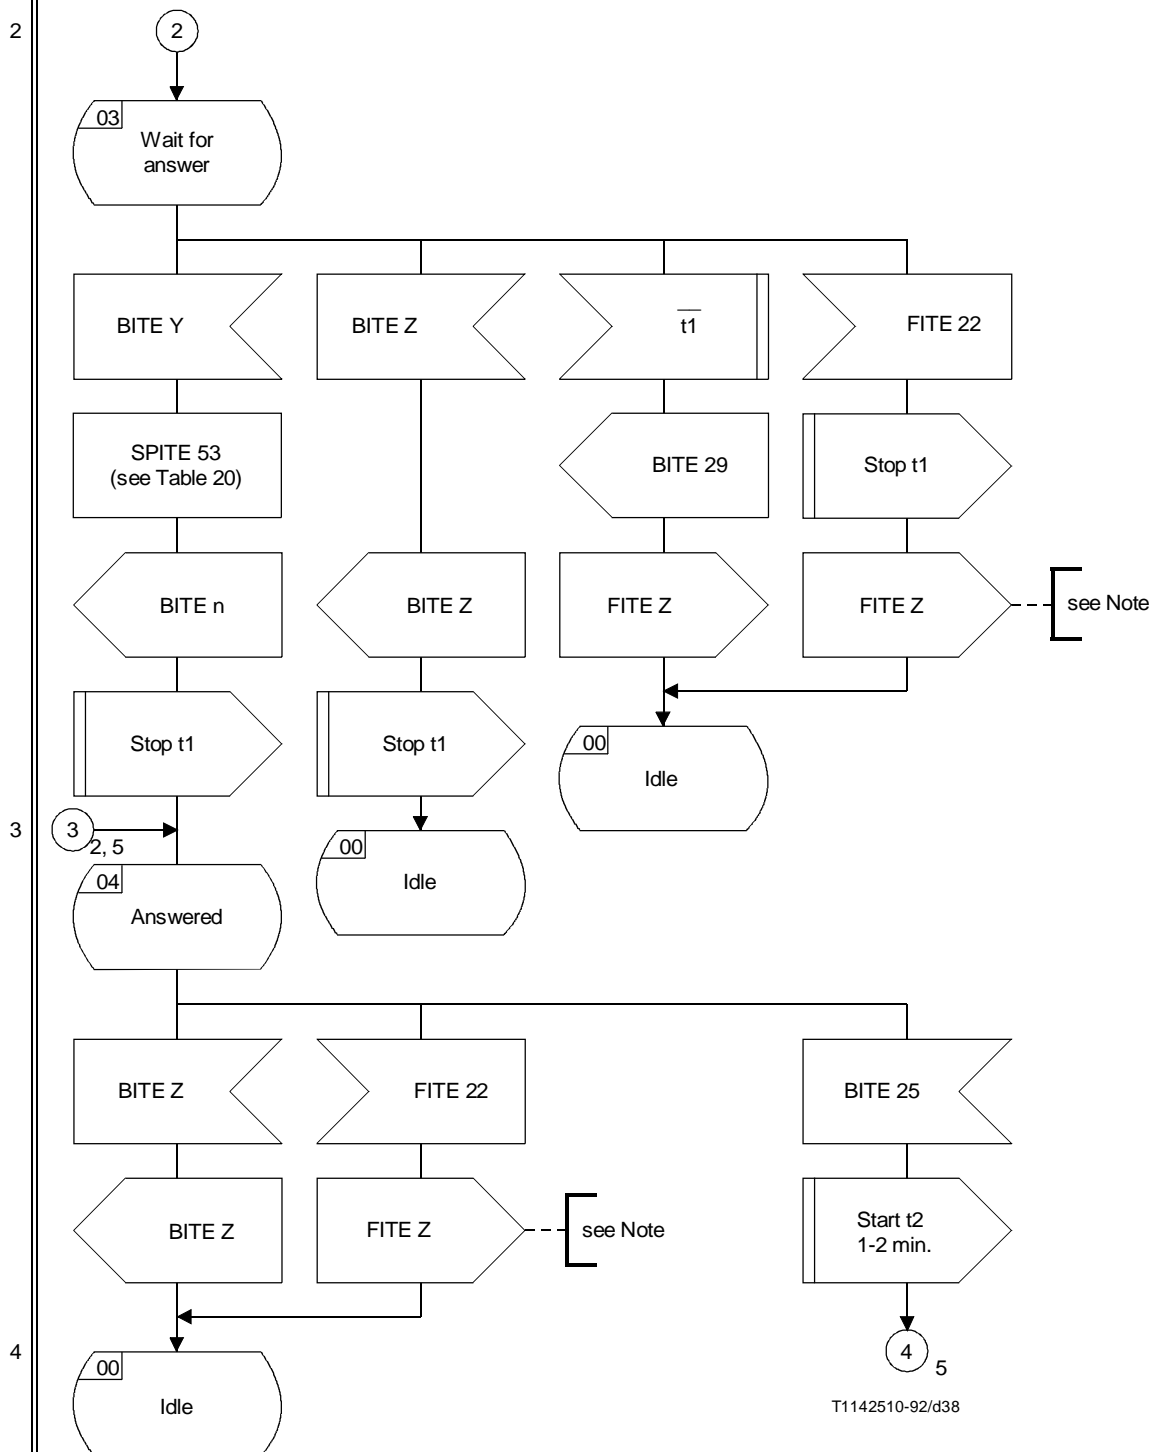 2
2
03
Wait for
answer
BITE Y
BITE Z
t1
FITE 22
SPITE 53
(see Table 20)
BITE 29
Stop t1
BITE n
BITE Z
FITE Z
FITE Z
see Note
Stop t1
Stop t1
00
Idle
3
3
2, 5
04
Answered
00
Idle
BITE Z
FITE 22
BITE 25
BITE Z
FITE Z
see Note
Start t2
1-2 min.
4
00
Idle
4
5
T1142510-92/d38